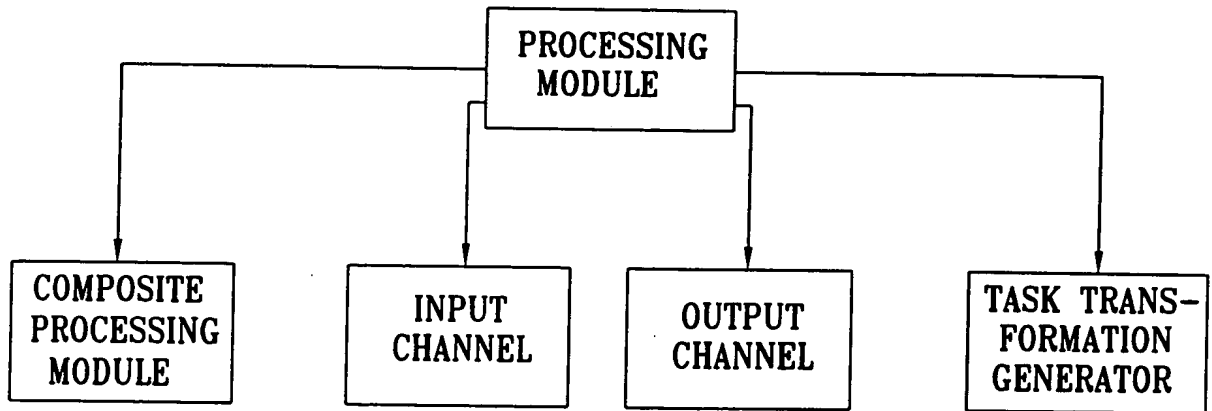 PROCESSING
MODULE
COMPOSITE
PROCESSING
MODULE
INPUT
CHANNEL
OUTPUT
CHANNEL
TASK TRANS-
FORMATION
GENERATOR